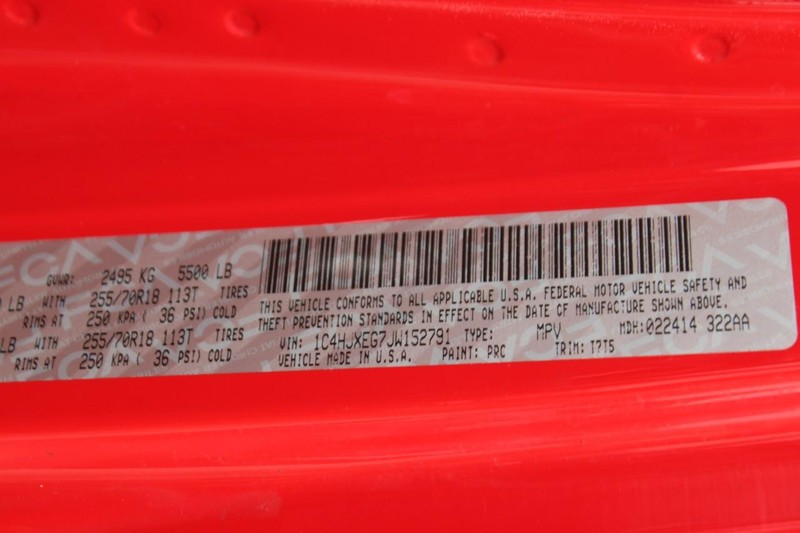 GVWR: 2495 KG 5500 LB
LB WITH 255/70R18 113T TIRES
RIMS AT 250 KPA ( 36 PSI) COLD
LB WITH 255/70R18 113T TIRES
RIMS AT 250 KPA ( 36 PSI) COLD
THIS VEHICLE CONFORMS TO ALL APPLICABLE U.S.A. FEDERAL MOTOR VEHICLE SAFETY AND
THEFT PREVENTION STANDARDS IN EFFECT ON THE DATE OF MANUFACTURE SHOWN ABOVE.
VIN: 1C4HJXEG7JW152791 TYPE: MPV MDH:022414 322AA
VEHICLE MADE IN U.S.A. PAINT: PRC TRIM: T?T5